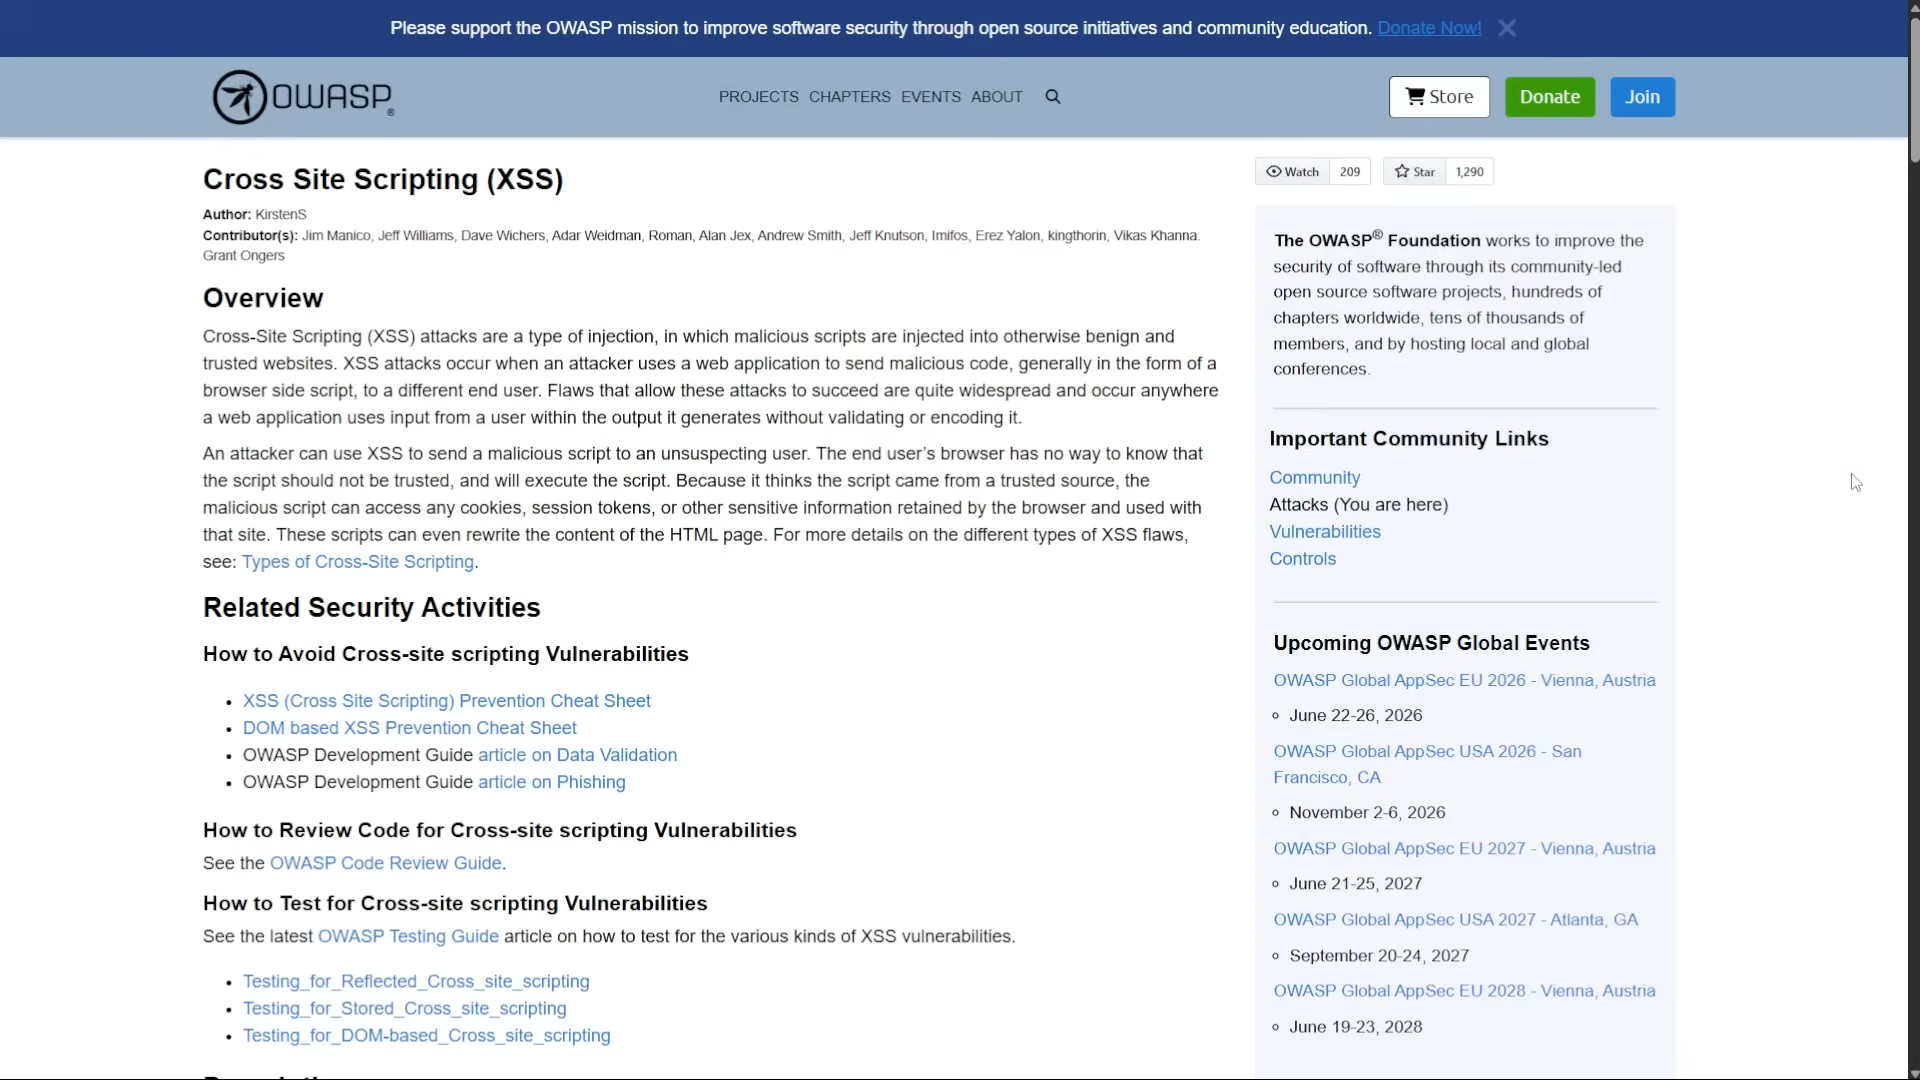 Please support the OWASP mission to improve software security through open source initiatives and community education. Donate Now!
OWASP®
PROJECTS CHAPTERS EVENTS ABOUT
Store
Donate
Join
Cross Site Scripting (XSS)
Author: KirstenS
Contributor(s): Jim Manico, Jeff Williams, Dave Wichers, Adar Weidman, Roman, Alan Jex, Andrew Smith, Jeff Knutson, Imifos, Erez Yalon, kingthorin, Vikas Khanna.
Grant Ongers
Overview
Cross-Site Scripting (XSS) attacks are a type of injection, in which malicious scripts are injected into otherwise benign and
trusted websites. XSS attacks occur when an attacker uses a web application to send malicious code, generally in the form of a
browser side script, to a different end user. Flaws that allow these attacks to succeed are quite widespread and occur anywhere
a web application uses input from a user within the output it generates without validating or encoding it.
An attacker can use XSS to send a malicious script to an unsuspecting user. The end user’s browser has no way to know that
the script should not be trusted, and will execute the script. Because it thinks the script came from a trusted source, the
malicious script can access any cookies, session tokens, or other sensitive information retained by the browser and used with
that site. These scripts can even rewrite the content of the HTML page. For more details on the different types of XSS flaws,
see: Types of Cross-Site Scripting.
Related Security Activities
How to Avoid Cross-site scripting Vulnerabilities
• XSS (Cross Site Scripting) Prevention Cheat Sheet
• DOM based XSS Prevention Cheat Sheet
• OWASP Development Guide article on Data Validation
• OWASP Development Guide article on Phishing
How to Review Code for Cross-site scripting Vulnerabilities
See the OWASP Code Review Guide.
How to Test for Cross-site scripting Vulnerabilities
See the latest OWASP Testing Guide article on how to test for the various kinds of XSS vulnerabilities.
• Testing_for_Reflected_Cross_site_scripting
• Testing_for_Stored_Cross_site_scripting
• Testing_for_DOM-based_Cross_site_scripting
Watch 209
Star 1,290
The OWASP® Foundation works to improve the
security of software through its community-led
open source software projects, hundreds of
chapters worldwide, tens of thousands of
members, and by hosting local and global
conferences.
Important Community Links
Community
Attacks (You are here)
Vulnerabilities
Controls
Upcoming OWASP Global Events
OWASP Global AppSec EU 2026 - Vienna, Austria
June 22-26, 2026
OWASP Global AppSec USA 2026 - San
Francisco, CA
November 2-6, 2026
OWASP Global AppSec EU 2027 - Vienna, Austria
June 21-25, 2027
OWASP Global AppSec USA 2027 - Atlanta, GA
September 20-24, 2027
OWASP Global AppSec EU 2028 - Vienna, Austria
June 19-23, 2028